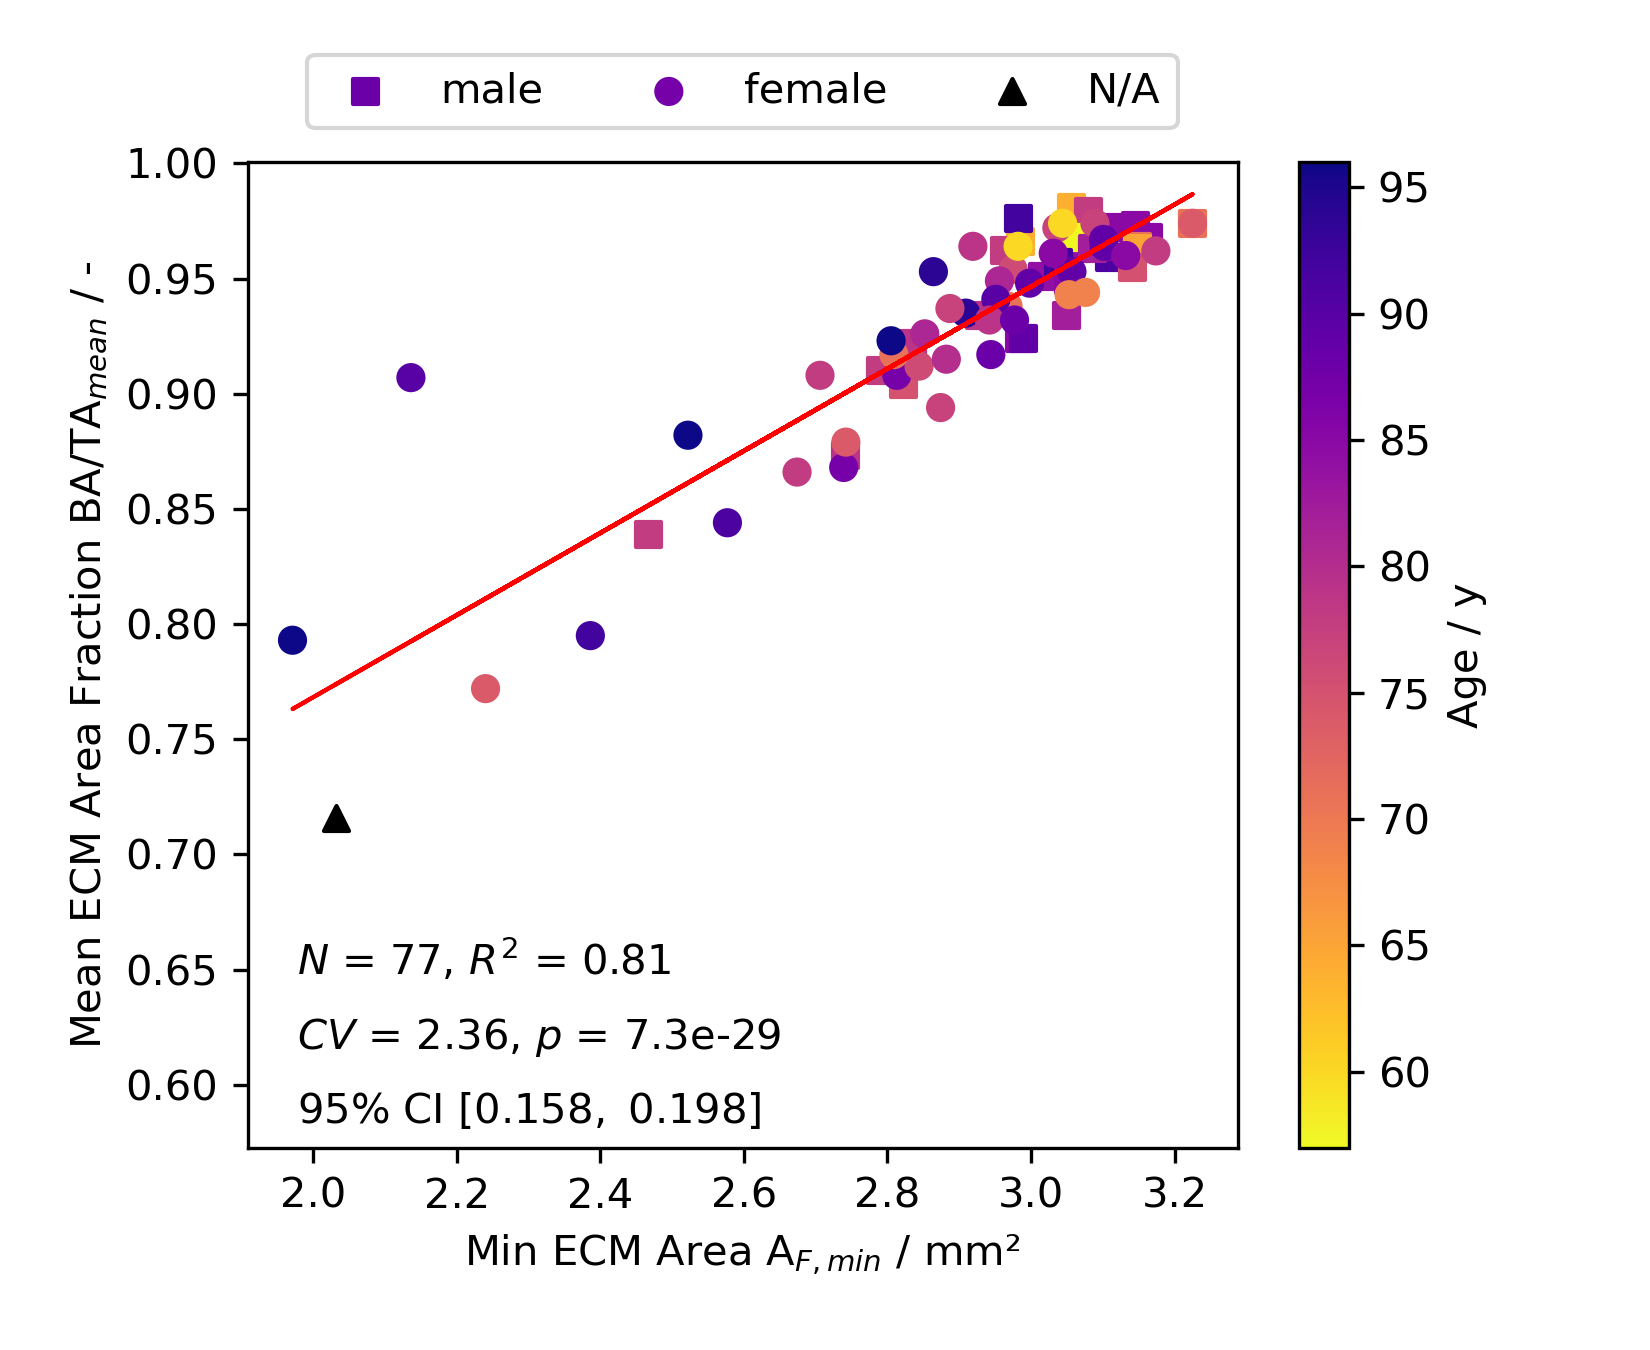 male female N/A
1.00
0.95
0.90
0.85
0.80
0.75
0.70
0.65
0.60
Mean ECM Area Fraction BA/TA_mean / -
N = 77, R² = 0.81
CV = 2.36, p = 7.3e-29
95% CI [0.158, 0.198]
2.0 2.2 2.4 2.6 2.8 3.0 3.2
Min ECM Area A_F,min / mm²
95
90
85
80
75
70
65
60
Age / y